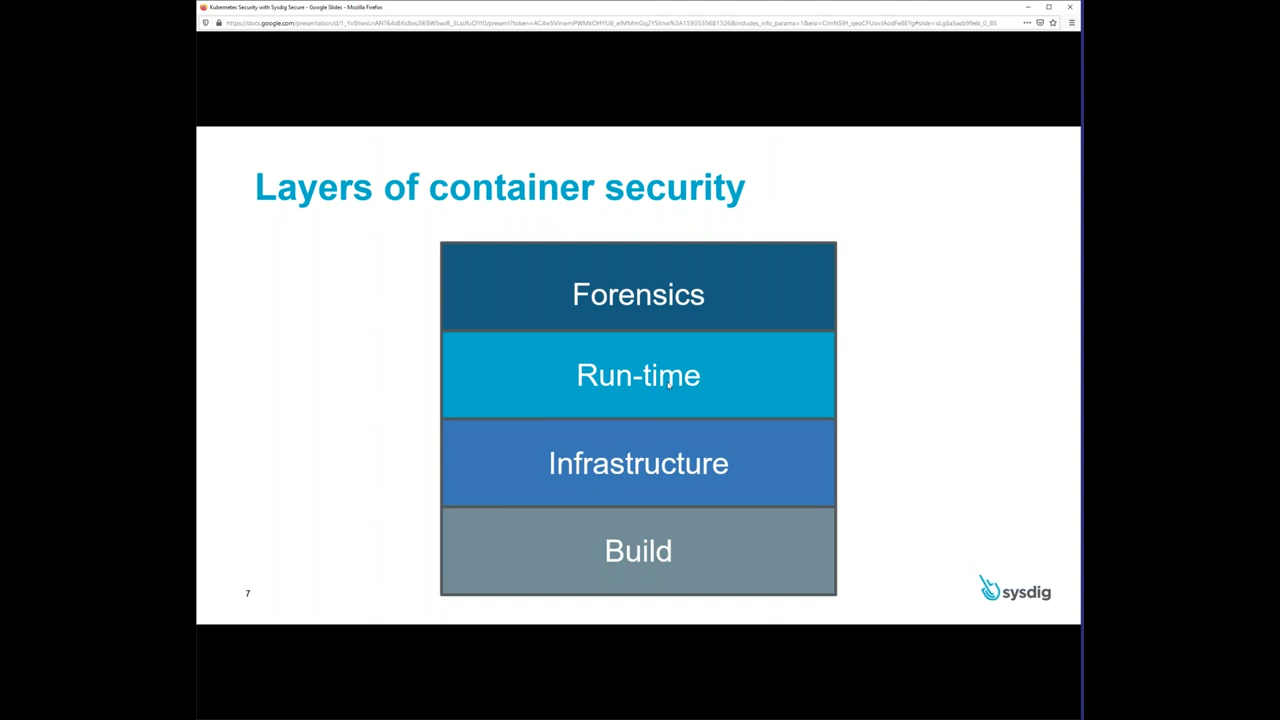 Kubernetes Security with Sysdig Secure - Google Slides - Mozilla Firefox
Layers of container security
Forensics
Run-time
Infrastructure
Build
7
sysdig